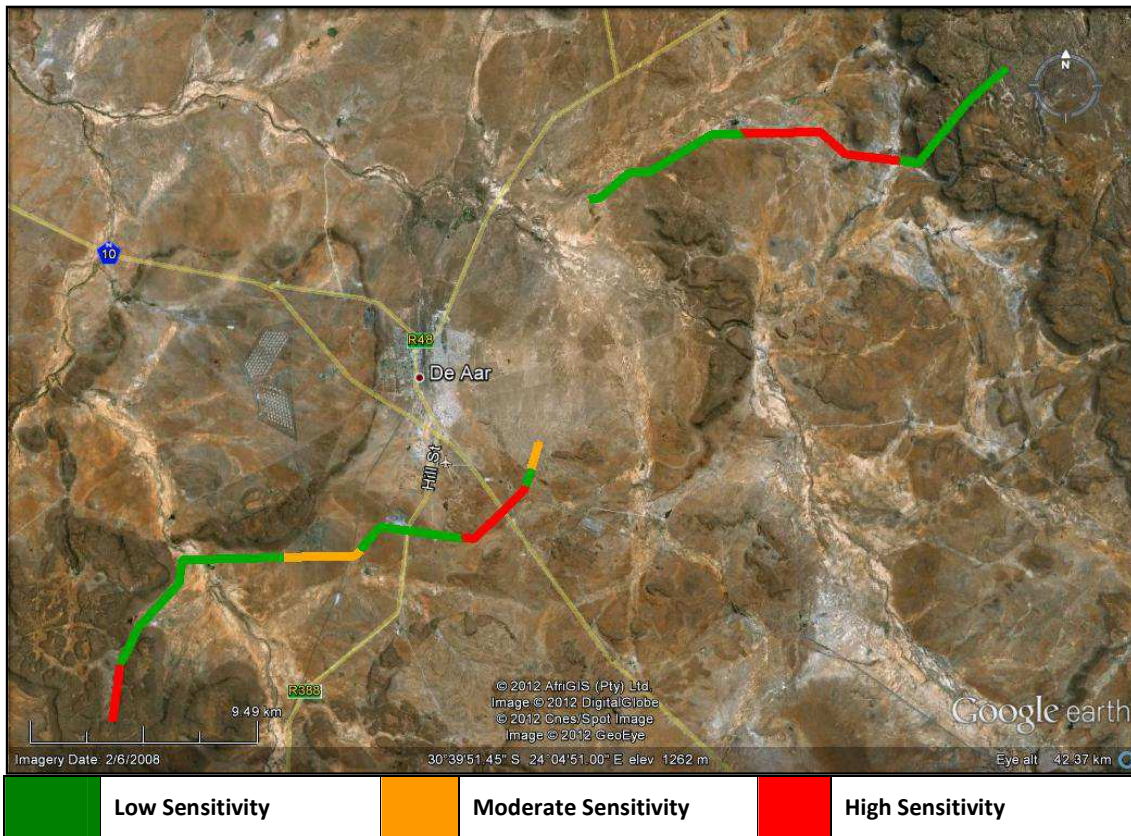 N
N
10
R48
De Aar
Hill St
R388
9.49 km
© 2012 AfriGIS (Pty) Ltd.
Image © 2012 DigitalGlobe
© 2012 Cnes/Spot Image
Image © 2012 GeoEye
Google earth
Imagery Date: 2/6/2008 30°39'51.45" S 24°04'51.00" E elev 1262 m Eye alt 42.37 km
Low Sensitivity Moderate Sensitivity High Sensitivity